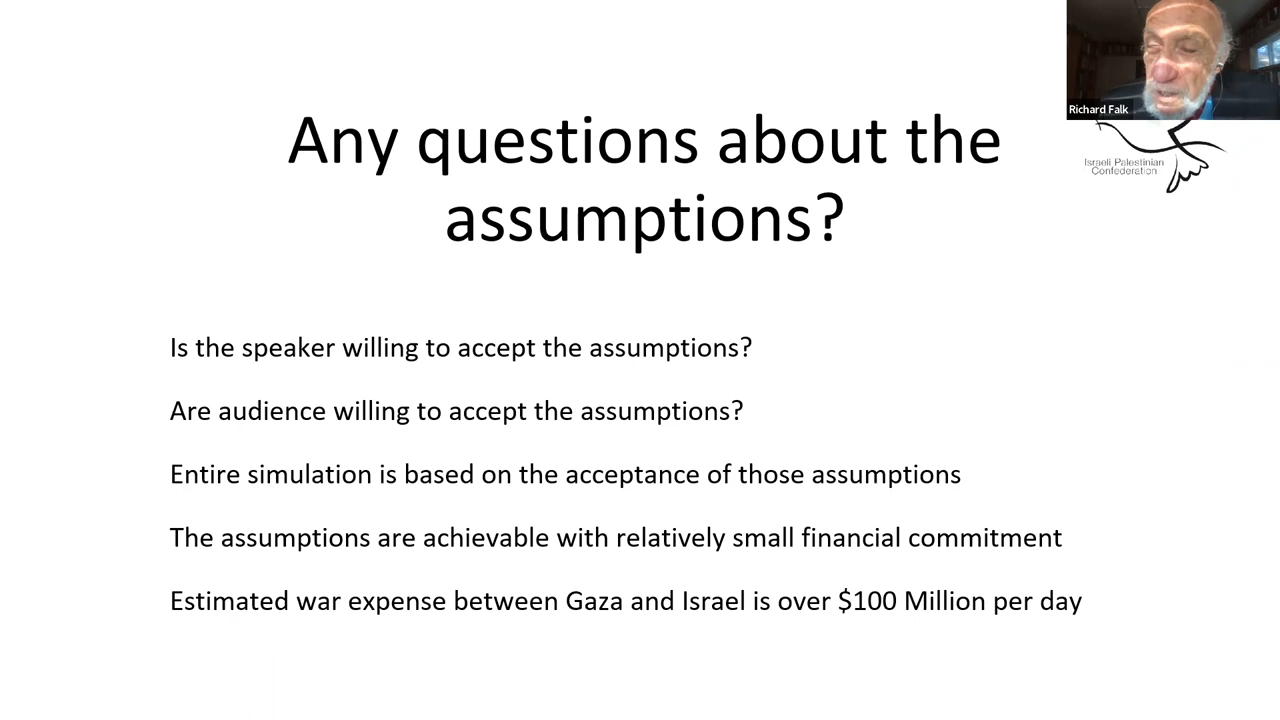 Richard Falk
Israeli Palestinian
Confederation
Any questions about the
assumptions?
Is the speaker willing to accept the assumptions?
Are audience willing to accept the assumptions?
Entire simulation is based on the acceptance of those assumptions
The assumptions are achievable with relatively small financial commitment
Estimated war expense between Gaza and Israel is over $100 Million per day